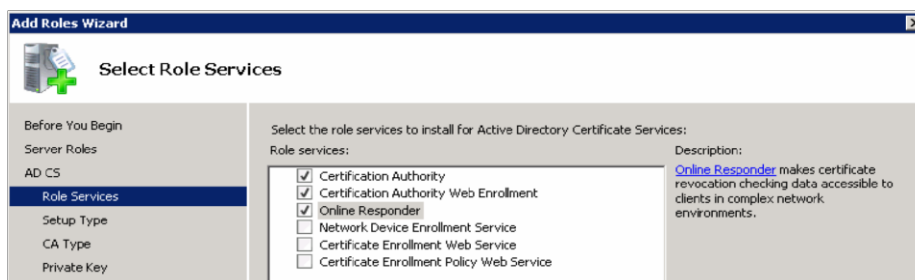 Add Roles Wizard
Select Role Services
Before You Begin
Server Roles
AD CS
Role Services
Setup Type
CA Type
Private Key
Select the role services to install for Active Directory Certificate Services:
Role services:
Certification Authority
Certification Authority Web Enrollment
Online Responder
Network Device Enrollment Service
Certificate Enrollment Web Service
Certificate Enrollment Policy Web Service
Description:
Online Responder makes certificate
revocation checking data accessible to
clients in complex network
environments.